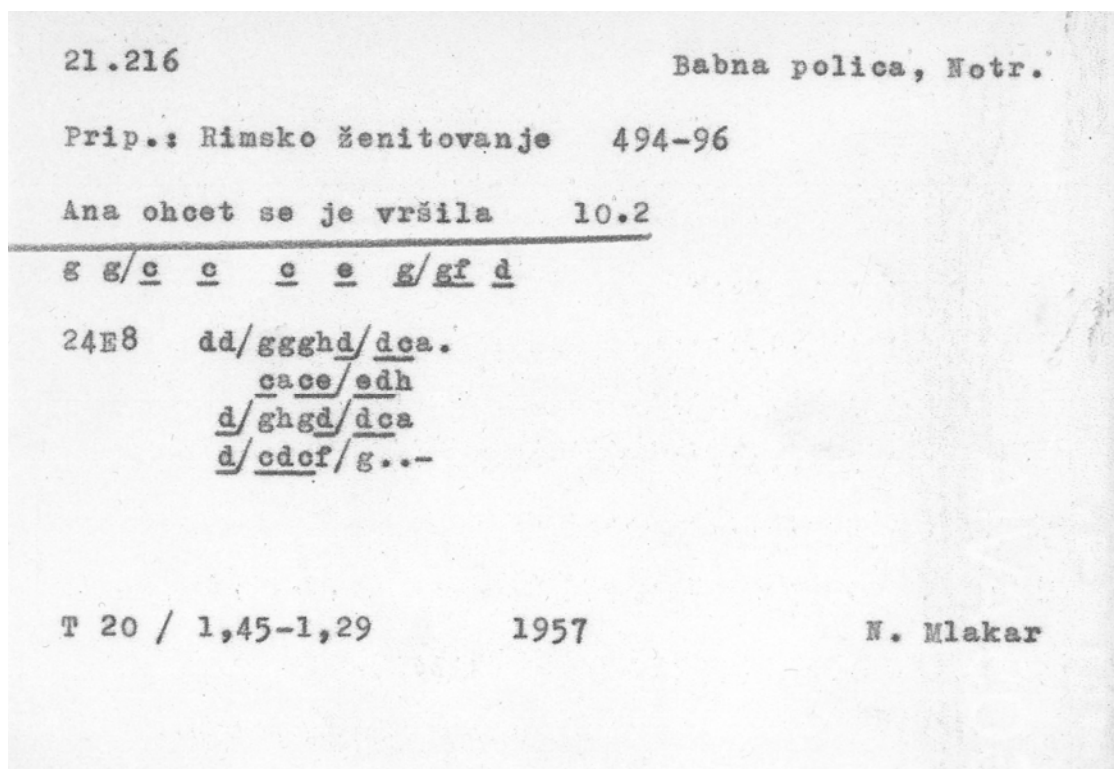 21.216 Babna polica, Notr.
Prip.: Rimsko ženitovanje 494-96
Ana ohcet se je vršila 10.2
g g/c c c e g/gf d
24E8 dd/ggghd/dca.
cace/edh
d/ghgd/dca
d/cdcf/g..-
T 20 / 1,45-1,29 1957 N. Mlakar